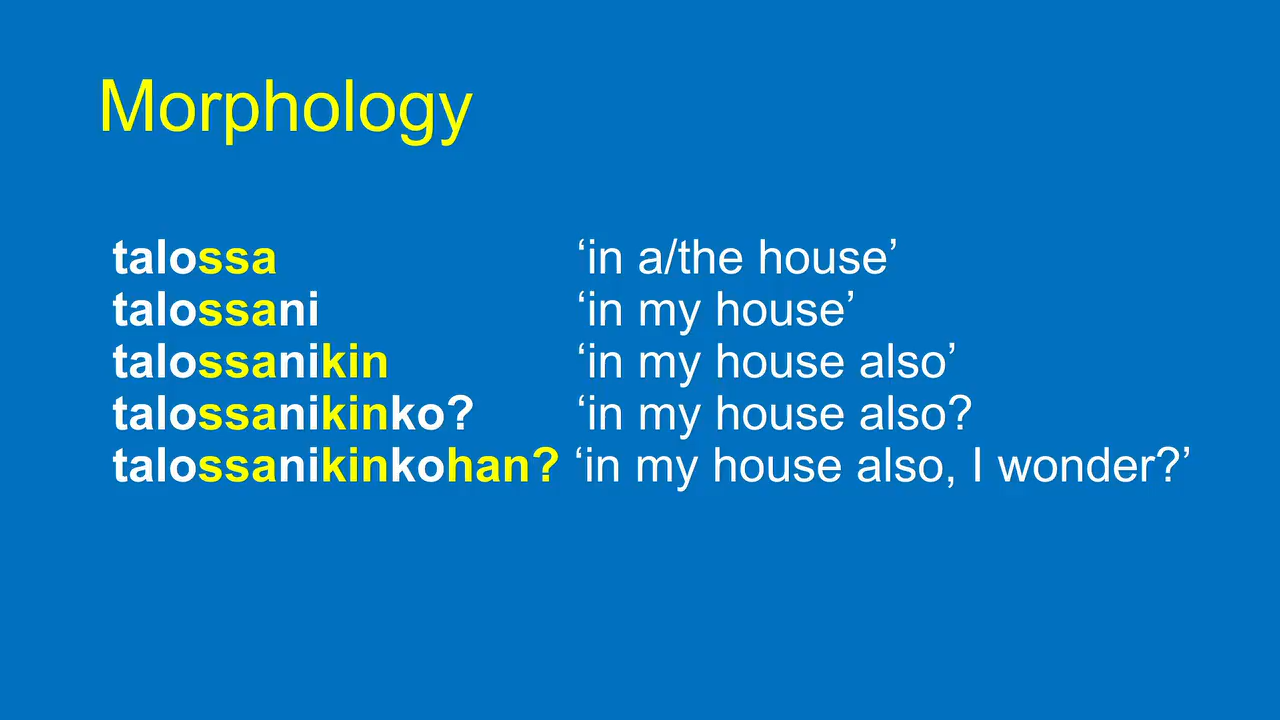 Morphology
talossa ‘in a/the house’
talossani ‘in my house’
talossanikin ‘in my house also’
talossanikinko? ‘in my house also?
talossanikinkohan? ‘in my house also, I wonder?’